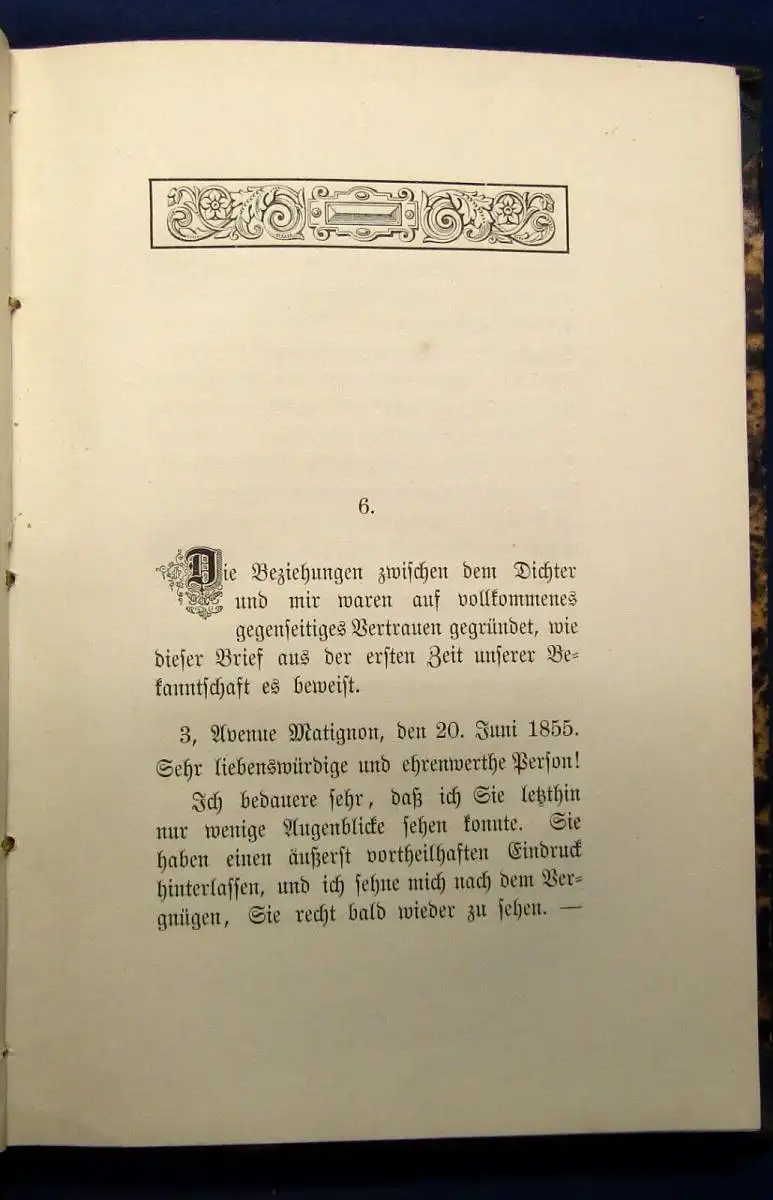 6.
Die Beziehungen zwischen dem Dichter
und mir waren auf vollkommenes
gegenseitiges Vertrauen gegründet, wie
dieser Brief aus der ersten Zeit unserer Be-
kanntschaft es beweist.
3, Avenue Matignon, den 20. Juni 1855.
Sehr liebenswürdige und ehrenwerthe Person!
Ich bedauere sehr, daß ich Sie letzthin
nur wenige Augenblicke sehen konnte. Sie
haben einen äußerst vortheilhaften Eindruck
hinterlassen, und ich sehne mich nach dem Ver-
gnügen, Sie recht bald wieder zu sehen. —